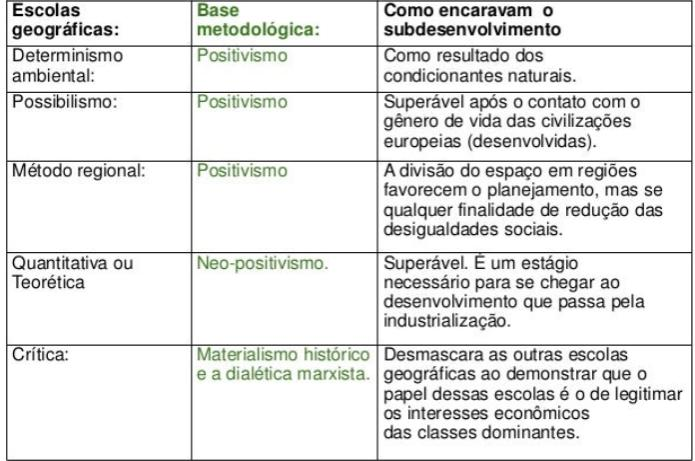 Escolas
geográficas:
Base
metodológica:
Como encaravam o
subdesenvolvimento
Determinismo
ambiental:
Positivismo
Como resultado dos
condicionantes naturais.
Possibilismo:
Positivismo
Superável após o contato com o
gênero de vida das civilizações
europeias (desenvolvidas).
Método regional:
Positivismo
A divisão do espaço em regiões
favorecem o planejamento, mas se
qualquer finalidade de redução das
desigualdades sociais.
Quantitativa ou
Teorética
Neo-positivismo.
Superável. É um estágio
necessário para se chegar ao
desenvolvimento que passa pela
industrialização.
Crítica:
Materialismo histórico
e a dialética marxista.
Desmascara as outras escolas
geográficas ao demonstrar que o
papel dessas escolas é o de legitimar
os interesses econômicos
das classes dominantes.